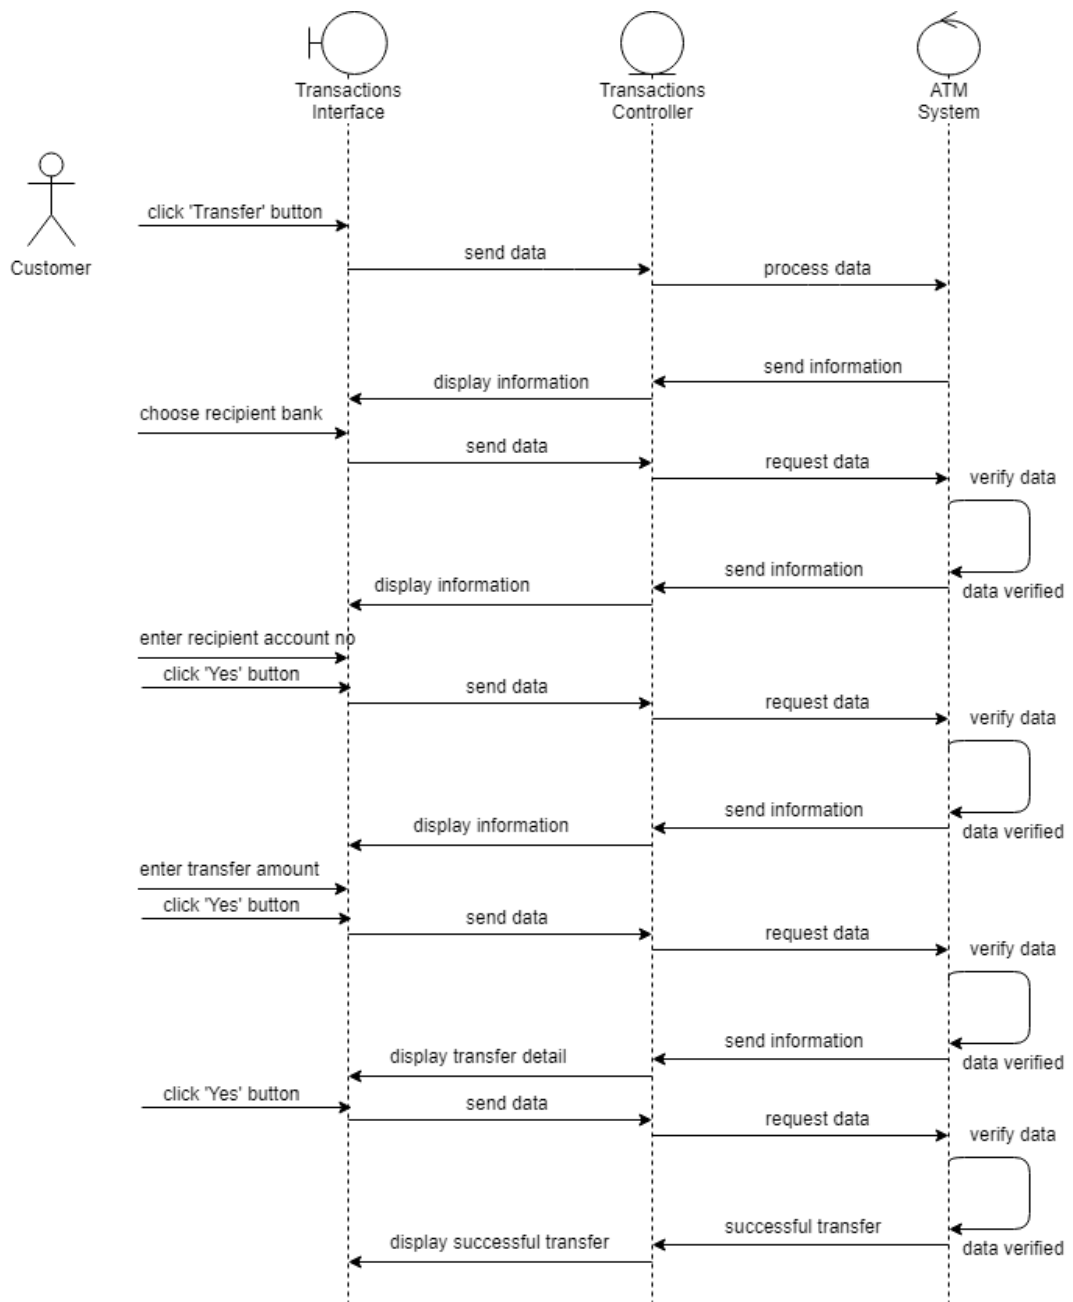 Transactions
Interface
Transactions
Controller
ATM
System
Customer
click 'Transfer' button
send data
process data
send information
display information
choose recipient bank
send data
request data
verify data
send information
display information
data verified
enter recipient account no
click 'Yes' button
send data
request data
verify data
send information
display information
data verified
enter transfer amount
click 'Yes' button
send data
request data
verify data
send information
display transfer detail
data verified
click 'Yes' button
send data
request data
verify data
successful transfer
display successful transfer
data verified